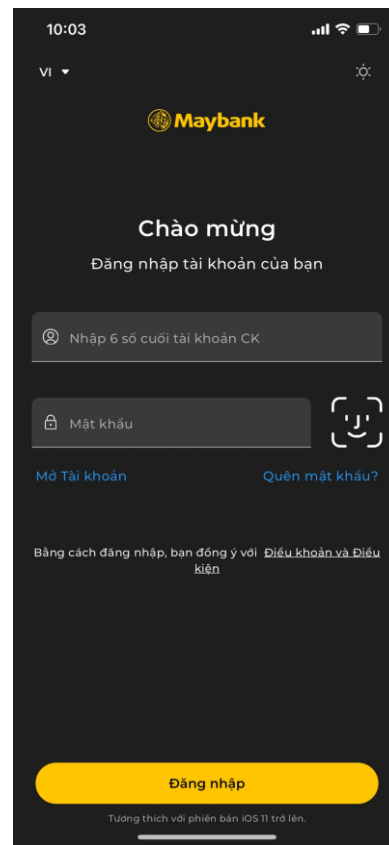 10:03
VI
Maybank
Chào mừng
Đăng nhập tài khoản của bạn
Nhập 6 số cuối tài khoản CK
Mật khẩu
Mở Tài khoản Quên mật khẩu?
Bằng cách đăng nhập, bạn đồng ý với Điều khoản và Điều
kiện
Đăng nhập
Tương thích với phiên bản iOS 11 trở lên.